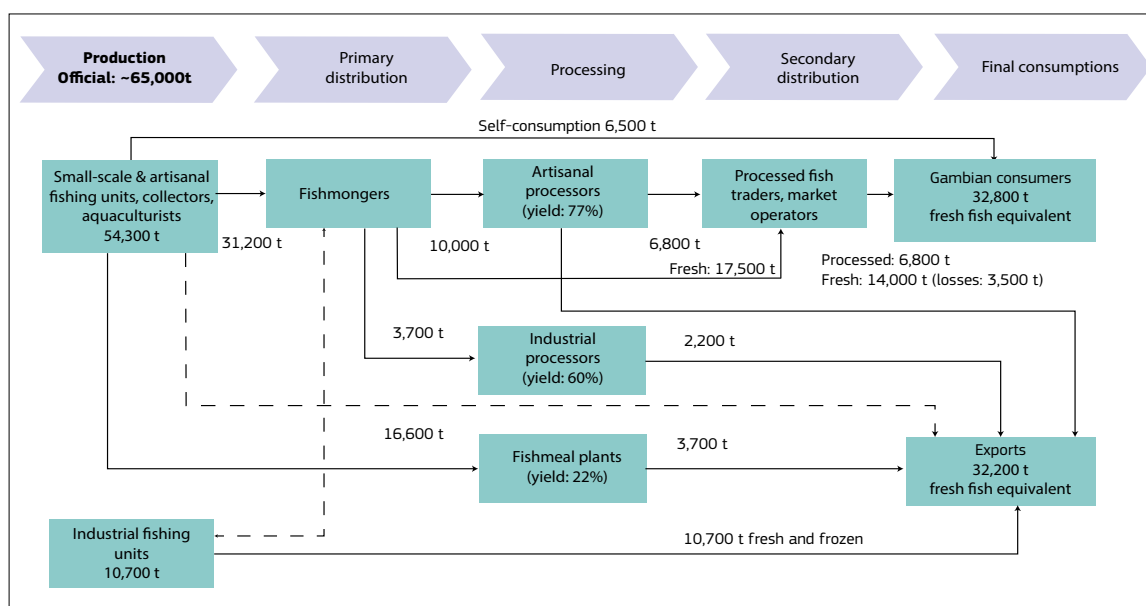 Production
Official: ~65,000t
Primary
distribution
Processing
Secondary
distribution
Final consumptions
Self-consumption 6,500 t
Small-scale & artisanal
fishing units, collectors,
aquaculturists
54,300 t
Fishmongers
Artisanal
processors
(yield: 77%)
Processed fish
traders, market
operators
Gambian consumers
32,800 t
fresh fish equivalent
31,200 t
10,000 t
6,800 t
Fresh: 17,500 t
Processed: 6,800 t
Fresh: 14,000 t (losses: 3,500 t)
3,700 t
Industrial
processors
(yield: 60%)
2,200 t
16,600 t
Fishmeal plants
(yield: 22%)
3,700 t
Exports
32,200 t
fresh fish equivalent
Industrial fishing
units
10,700 t
10,700 t fresh and frozen